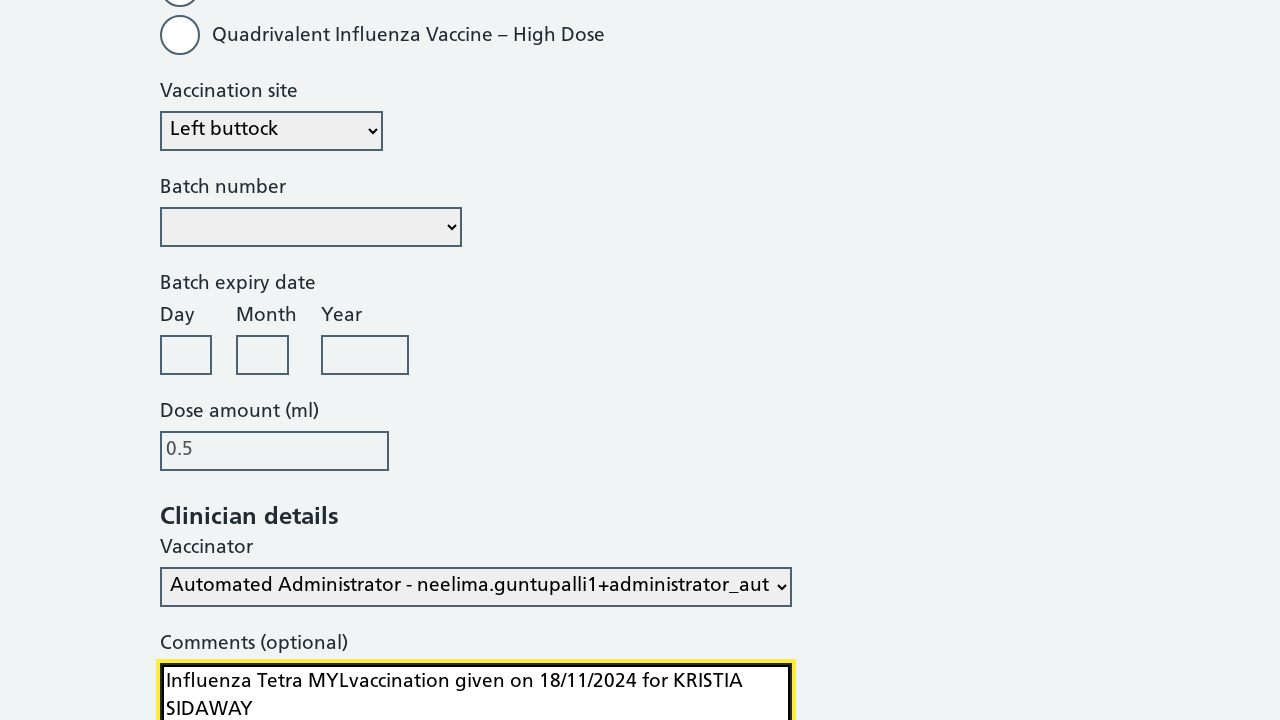 Quadrivalent Influenza Vaccine – High Dose
Vaccination site
Left buttock
Batch number
Batch expiry date
Day Month Year
Dose amount (ml)
0.5
Clinician details
Vaccinator
Automated Administrator - neelima.guntupalli1+administrator_aut
Comments (optional)
Influenza Tetra MYLvaccination given on 18/11/2024 for KRISTIA
SIDAWAY